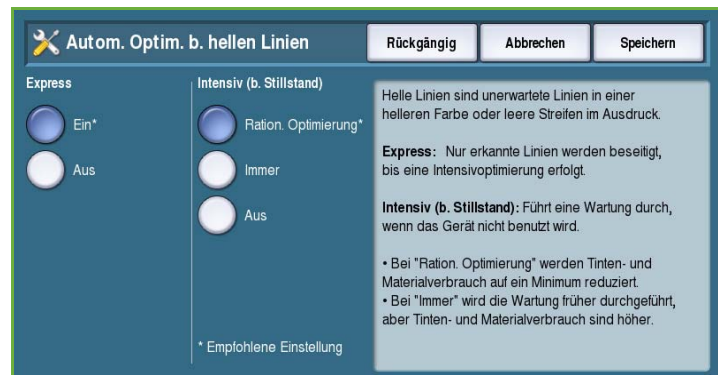 Autom. Optim. b. hellen Linien
Rückgängig
Abbrechen
Speichern
Express
Ein*
Aus
Intensiv (b. Stillstand)
Ration. Optimierung*
Immer
Aus
* Empfohlene Einstellung
Helle Linien sind unerwartete Linien in einer
helleren Farbe oder leere Streifen im Ausdruck.
Express: Nur erkannte Linien werden beseitigt,
bis eine Intensivoptimierung erfolgt.
Intensiv (b. Stillstand): Führt eine Wartung durch,
wenn das Gerät nicht benutzt wird.
• Bei "Ration. Optimierung" werden Tinten- und
Materialverbrauch auf ein Minimum reduziert.
• Bei "Immer" wird die Wartung früher durchgeführt,
aber Tinten- und Materialverbrauch sind höher.